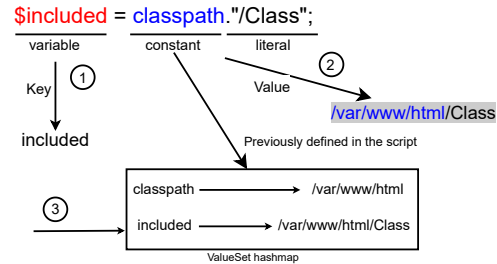 $included = classpath."/Class";
variable constant literal
1 2
Key Value
/var/www/html/Class
included
Previously defined in the script
classpath /var/www/html
3
included /var/www/html/Class
ValueSet hashmap